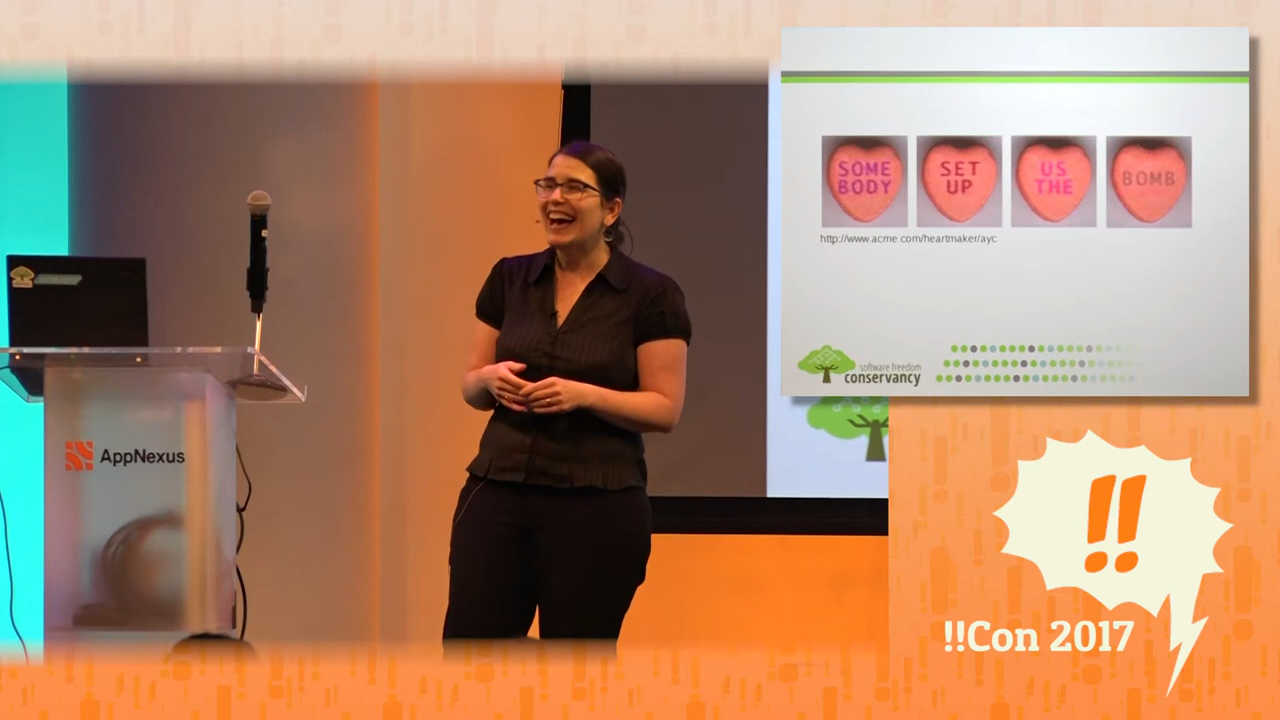 SOME
BODY
SET
UP
US
THE
BOMB
http://www.acme.com/heartmaker/ayc
software freedom
conservancy
AppNexus
!!
!!Con 2017